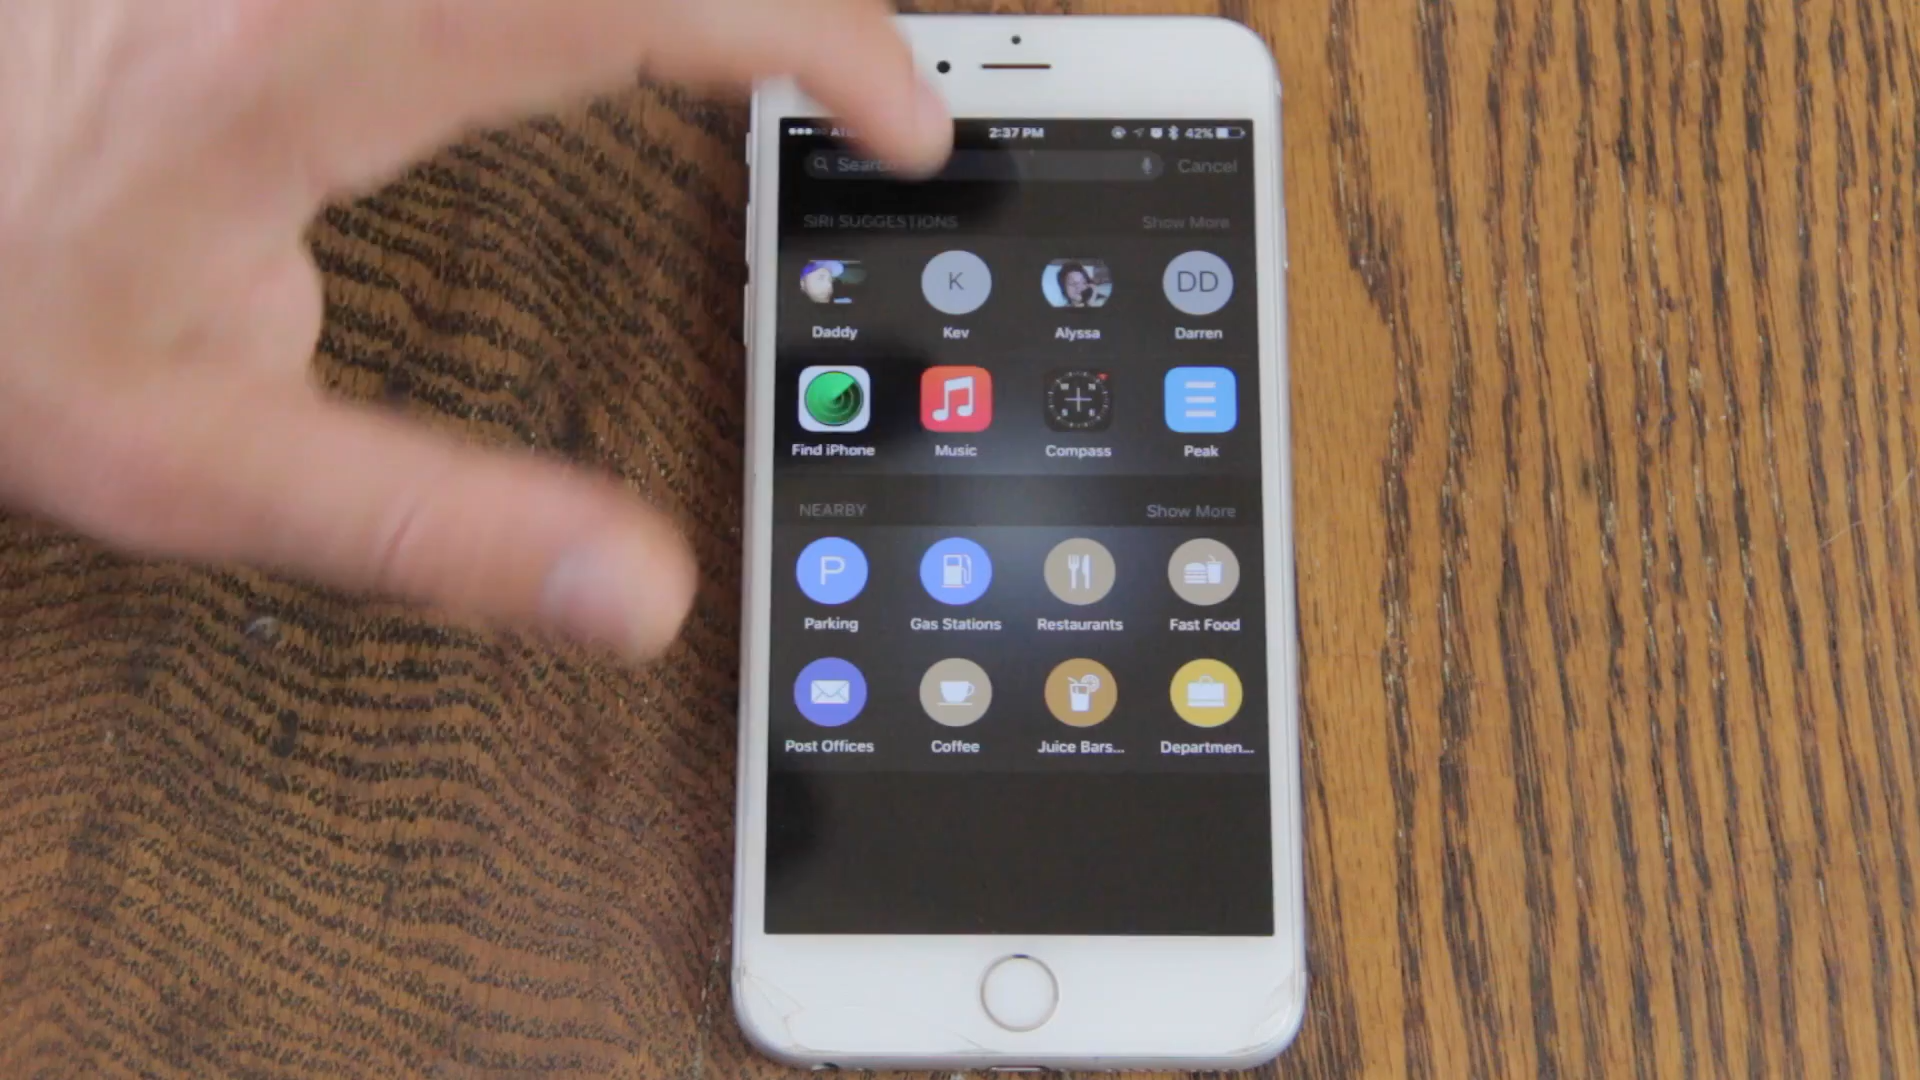 2:37 PM 42%
Cancel
SIRI SUGGESTIONS Show More
K DD
Daddy Kev Alyssa Darren
Find iPhone Music Compass Peak
NEARBY Show More
P
Parking Gas Stations Restaurants Fast Food
Post Offices Coffee Juice Bars... Departmen...